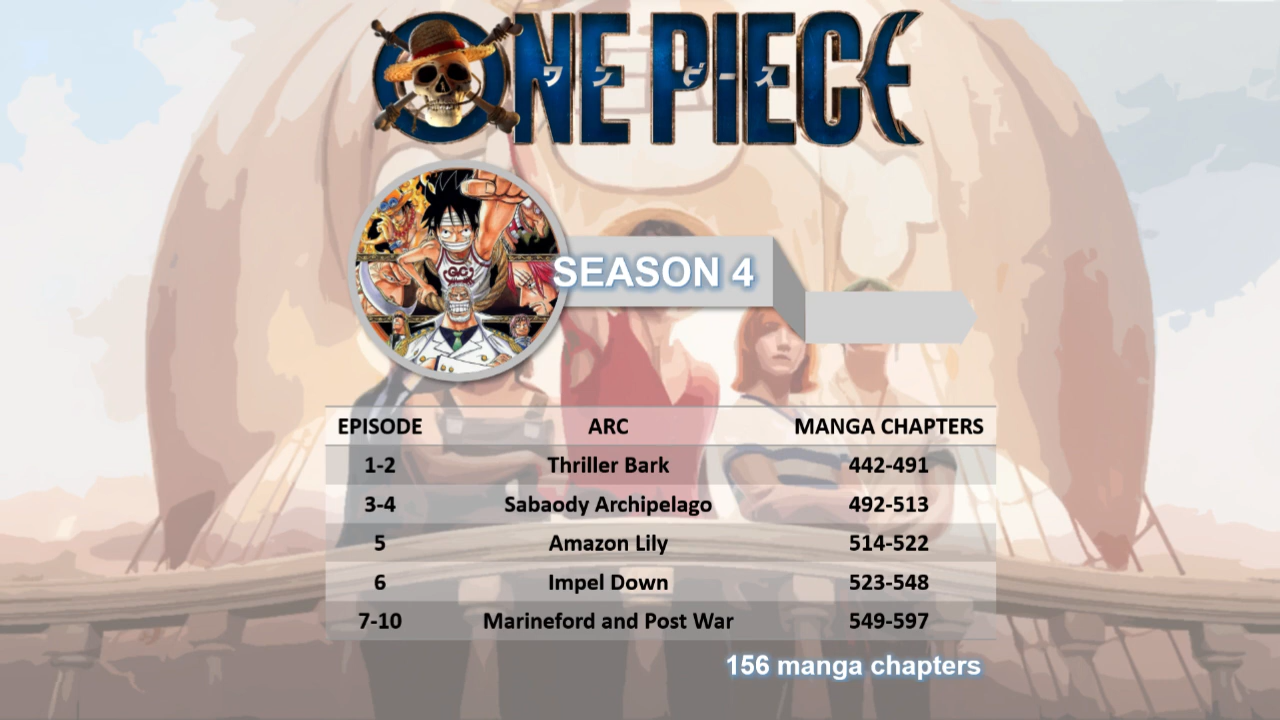 ONE PIECE
ワンピース
SEASON 4
EPISODE ARC MANGA CHAPTERS
1-2 Thriller Bark 442-491
3-4 Sabaody Archipelago 492-513
5 Amazon Lily 514-522
6 Impel Down 523-548
7-10 Marineford and Post War 549-597
156 manga chapters